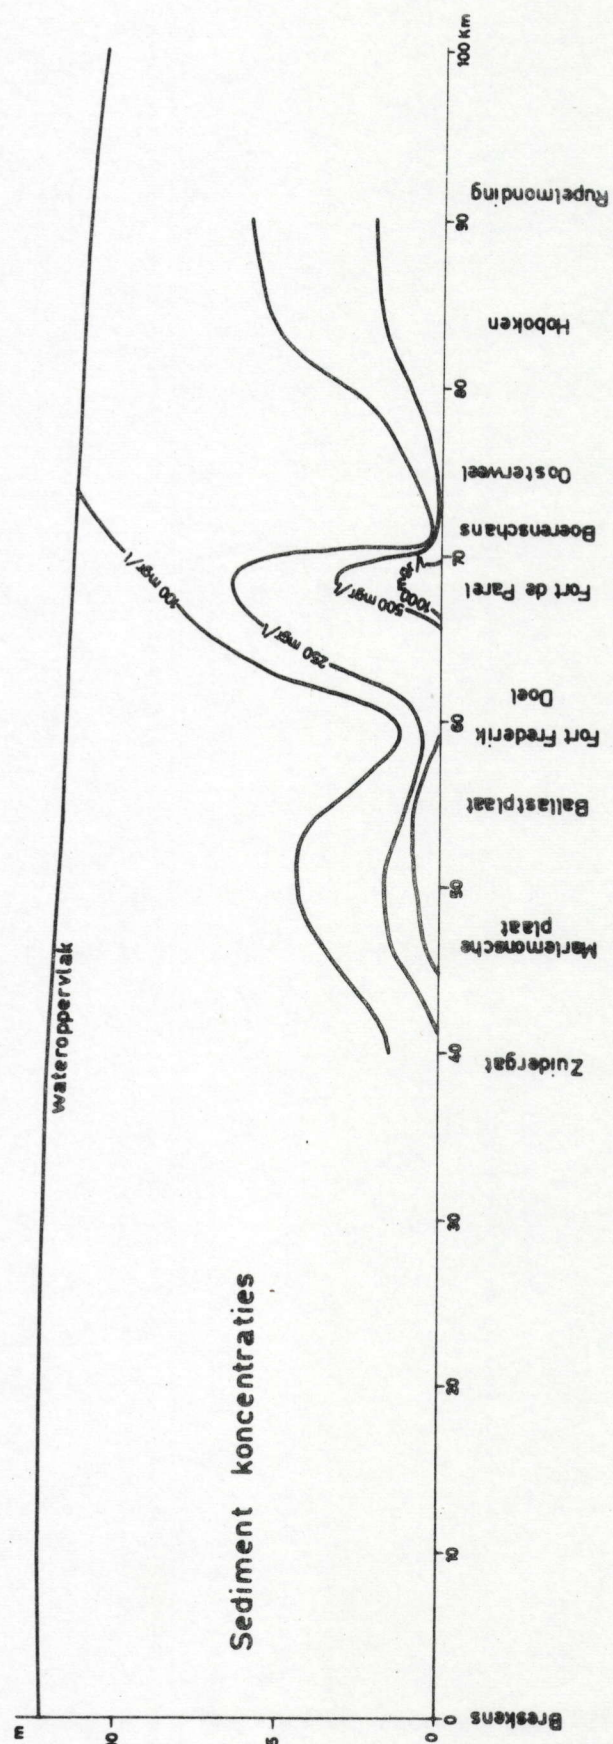 m
5
0
wateroppervlak
Sediment koncentraties
100 mgr/l
250 mgr/l
500 mgr/l
0
10
20
30
40
50
60
70
80
90
100 Km
Breskens
Zuidergat
Marlemonsche
plaat
Ballastplaat
Fort Frederik
Doel
Fort de Parel
Boerenschans
Oosterweel
Hoboken
Rupelmonding